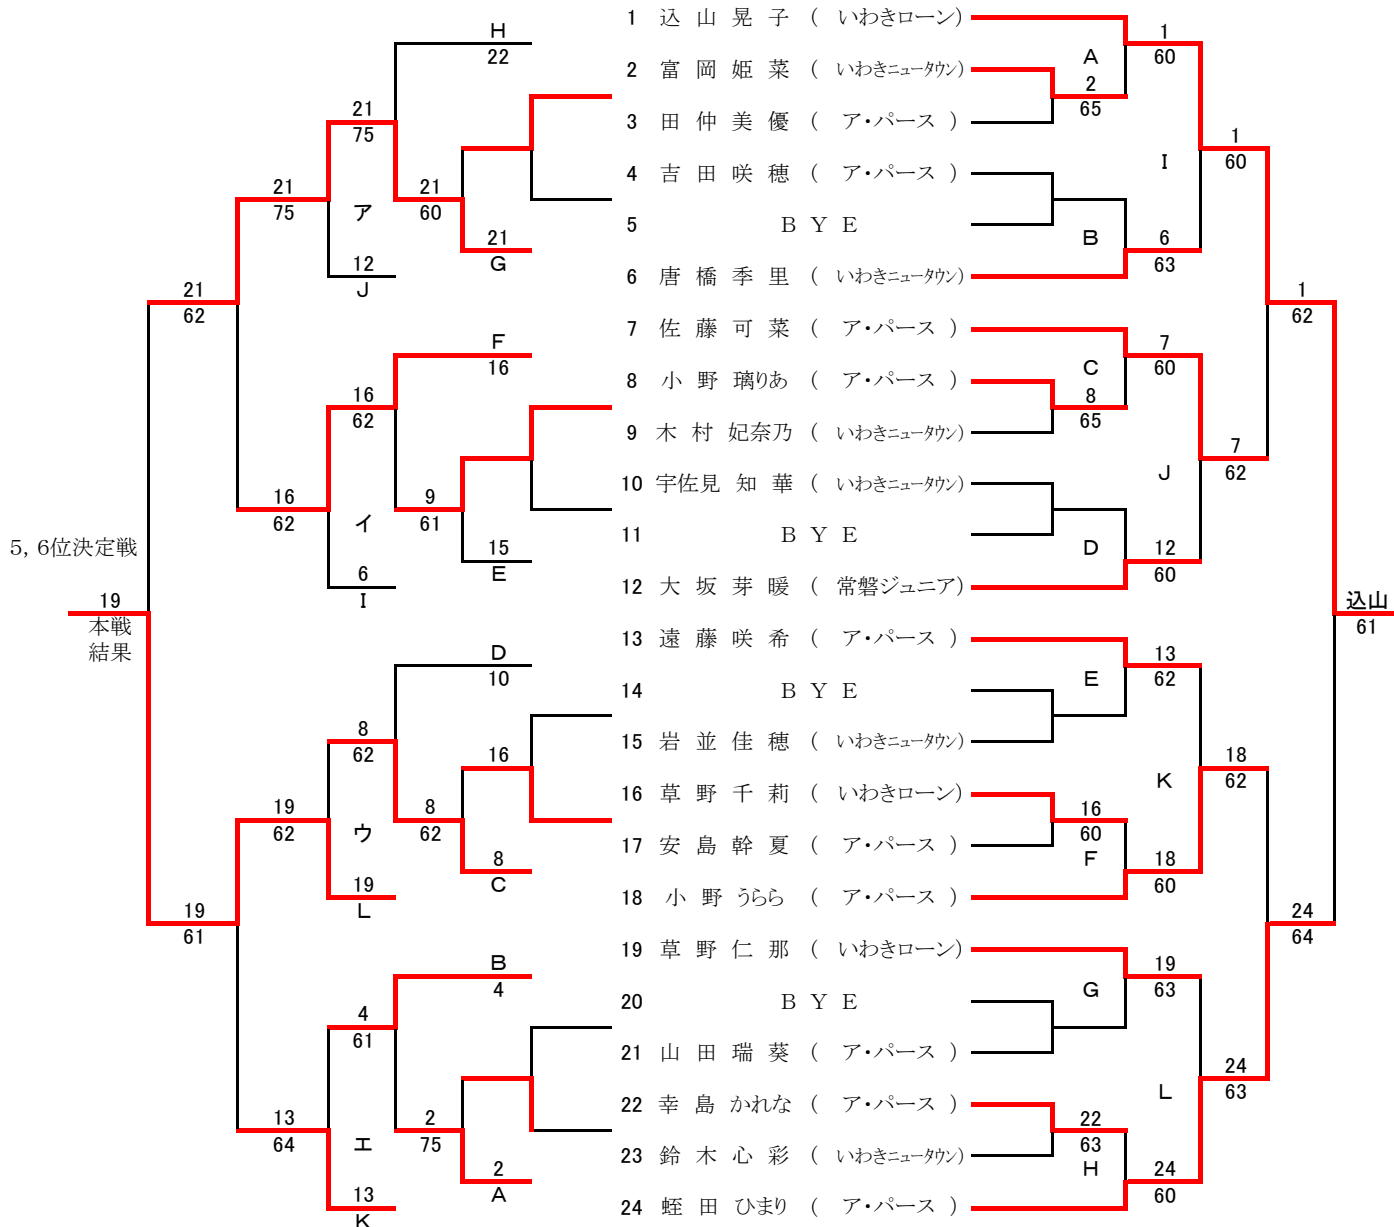 1 込山晃子 ( いわきローン)
2 富岡姫菜 ( いわきニュータウン)
3 田仲美優 ( ア・パース )
4 吉田咲穂 ( ア・パース )
5 BYE
6 唐橋季里 ( いわきニュータウン)
7 佐藤可菜 ( ア・パース )
8 小野璃りあ ( ア・パース )
9 木村妃奈乃 ( いわきニュータウン)
10 宇佐見知華 ( いわきニュータウン)
11 BYE
12 大坂芽暖 ( 常磐ジュニア)
13 遠藤咲希 ( ア・パース )
14 BYE
15 岩並佳穂 ( いわきニュータウン)
16 草野千莉 ( いわきローン)
17 安島幹夏 ( ア・パース )
18 小野うらら ( ア・パース )
19 草野仁那 ( いわきローン)
20 BYE
21 山田瑞葵 ( ア・パース )
22 幸島かれな ( ア・パース )
23 鈴木心彩 ( いわきニュータウン)
24 蛭田ひまり ( ア・パース )
A
2
65
1
60
B
6
63
I
1
60
C
8
65
7
60
D
12
60
J
7
62
1
62
E
13
62
16
60
F
18
60
K
18
62
G
19
63
22
63
H
24
60
L
24
63
24
64
込山
61
H
22
21
75
21
60
21
G
ア
12
J
21
75
21
62
F
16
16
62
9
61
15
E
イ
6
I
16
62
5, 6位決定戦
19
本戦
結果
D
10
8
62
16
8
62
8
C
ウ
19
L
19
62
19
61
B
4
4
61
2
75
2
A
エ
13
K
13
64